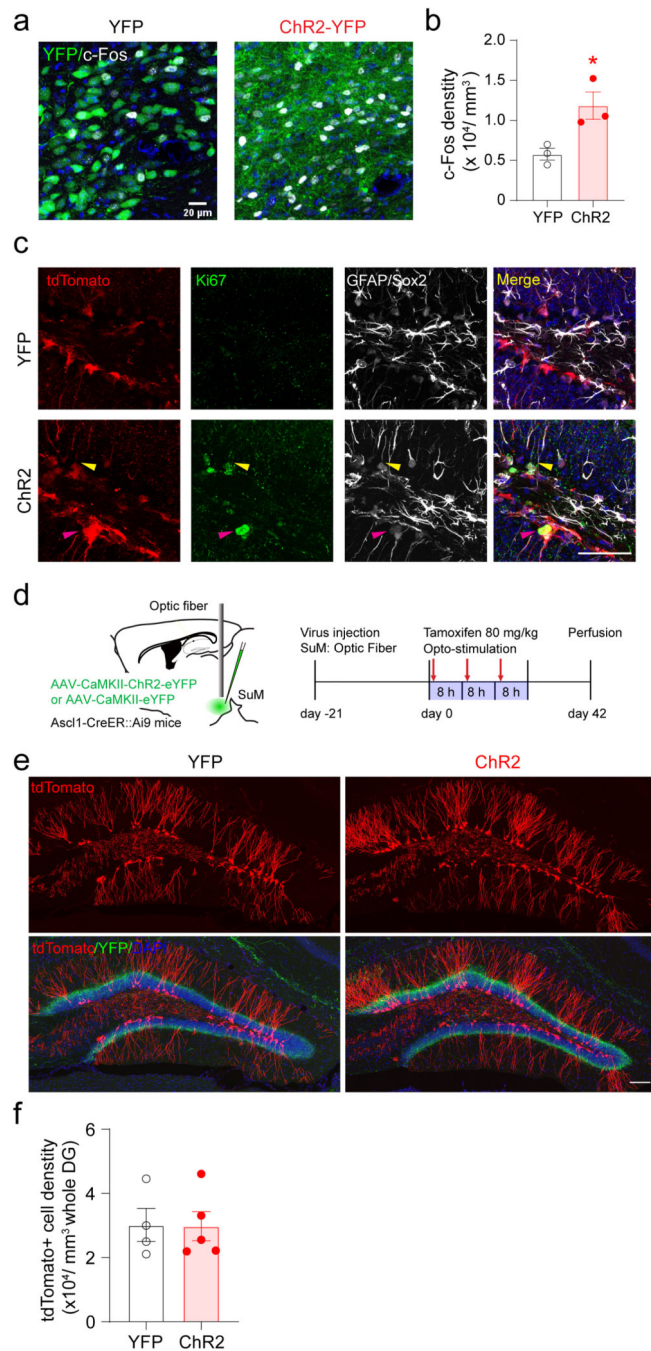 a
YFP
ChR2-YFP
YFP/c-Fos
20 µm
b
c-Fos denstity
(x 10⁴/ mm³)
2.0
1.5
1.0
0.5
0
*
YFP ChR2
c
tdTomato
Ki67
GFAP/Sox2
Merge
YFP
ChR2
d
Optic fiber
AAV-CaMKII-ChR2-eYFP
or AAV-CaMKII-eYFP
SuM
Ascl1-CreER::Ai9 mice
Virus injection
SuM: Optic Fiber
Tamoxifen 80 mg/kg
Opto-stimulation
Perfusion
8 h 8 h 8 h
day -21
day 0
day 42
e
YFP
ChR2
tdTomato
tdTomato/YFP/DAPI
f
tdTomato+ cell denstity
(x10⁴/ mm³ whole DG)
6
4
2
0
YFP ChR2